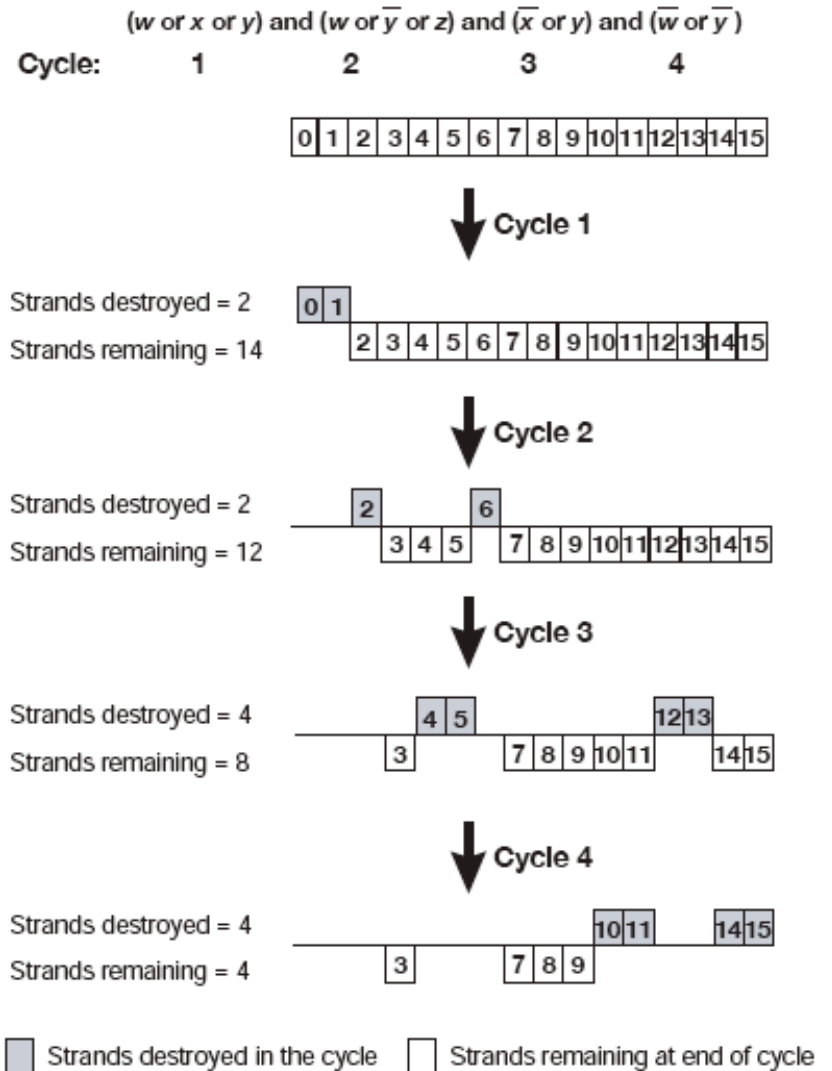 (w or x or y) and (w or y̅ or z) and (x̅ or y) and (w̅ or y̅ )
Cycle: 1 2 3 4
0 1 2 3 4 5 6 7 8 9 10 11 12 13 14 15
Cycle 1
Strands destroyed = 2
0 1
Strands remaining = 14
2 3 4 5 6 7 8 9 10 11 12 13 14 15
Cycle 2
Strands destroyed = 2
2 6
Strands remaining = 12
3 4 5 7 8 9 10 11 12 13 14 15
Cycle 3
Strands destroyed = 4
4 5 12 13
Strands remaining = 8
3 7 8 9 10 11 14 15
Cycle 4
Strands destroyed = 4
10 11 14 15
Strands remaining = 4
3 7 8 9
Strands destroyed in the cycle Strands remaining at end of cycle